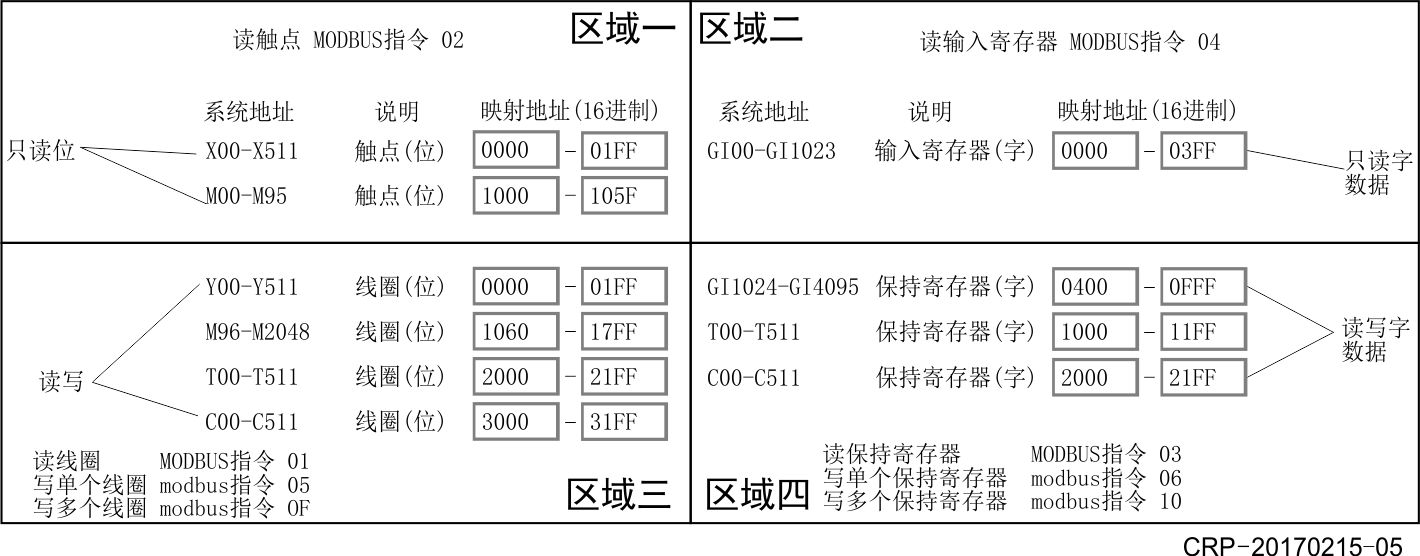 读触点 MODBUS指令 02 区域一
系统地址 说明 映射地址(16进制)
只读位
X00-X511 触点(位) 0000 - 01FF
M00-M95 触点(位) 1000 - 105F
区域二 读输入寄存器 MODBUS指令 04
系统地址 说明 映射地址(16进制)
GI00-GI1023 输入寄存器(字) 0000 - 03FF
只读字
数据
Y00-Y511 线圈(位) 0000 - 01FF
M96-M2048 线圈(位) 1060 - 17FF
读写
T00-T511 线圈(位) 2000 - 21FF
C00-C511 线圈(位) 3000 - 31FF
读线圈 MODBUS指令 01
写单个线圈 modbus指令 05
写多个线圈 modbus指令 0F
区域三
GI1024-GI4095 保持寄存器(字) 0400 - 0FFF
T00-T511 保持寄存器(字) 1000 - 11FF
C00-C511 保持寄存器(字) 2000 - 21FF
读写字
数据
读保持寄存器 MODBUS指令 03
写单个保持寄存器 modbus指令 06
写多个保持寄存器 modbus指令 10
区域四
CRP-20170215-05